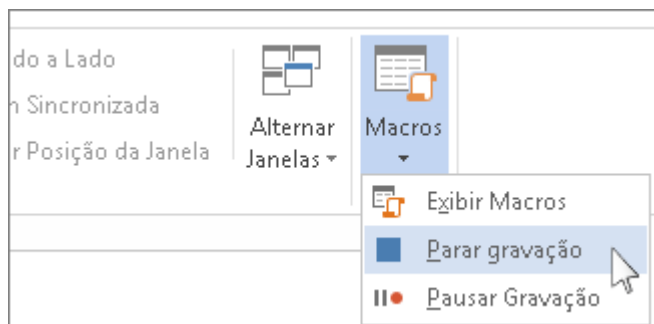 do a Lado
n Sincronizada
r Posição da Janela
Alternar
Janelas
Macros
Exibir Macros
Parar gravação
Pausar Gravação